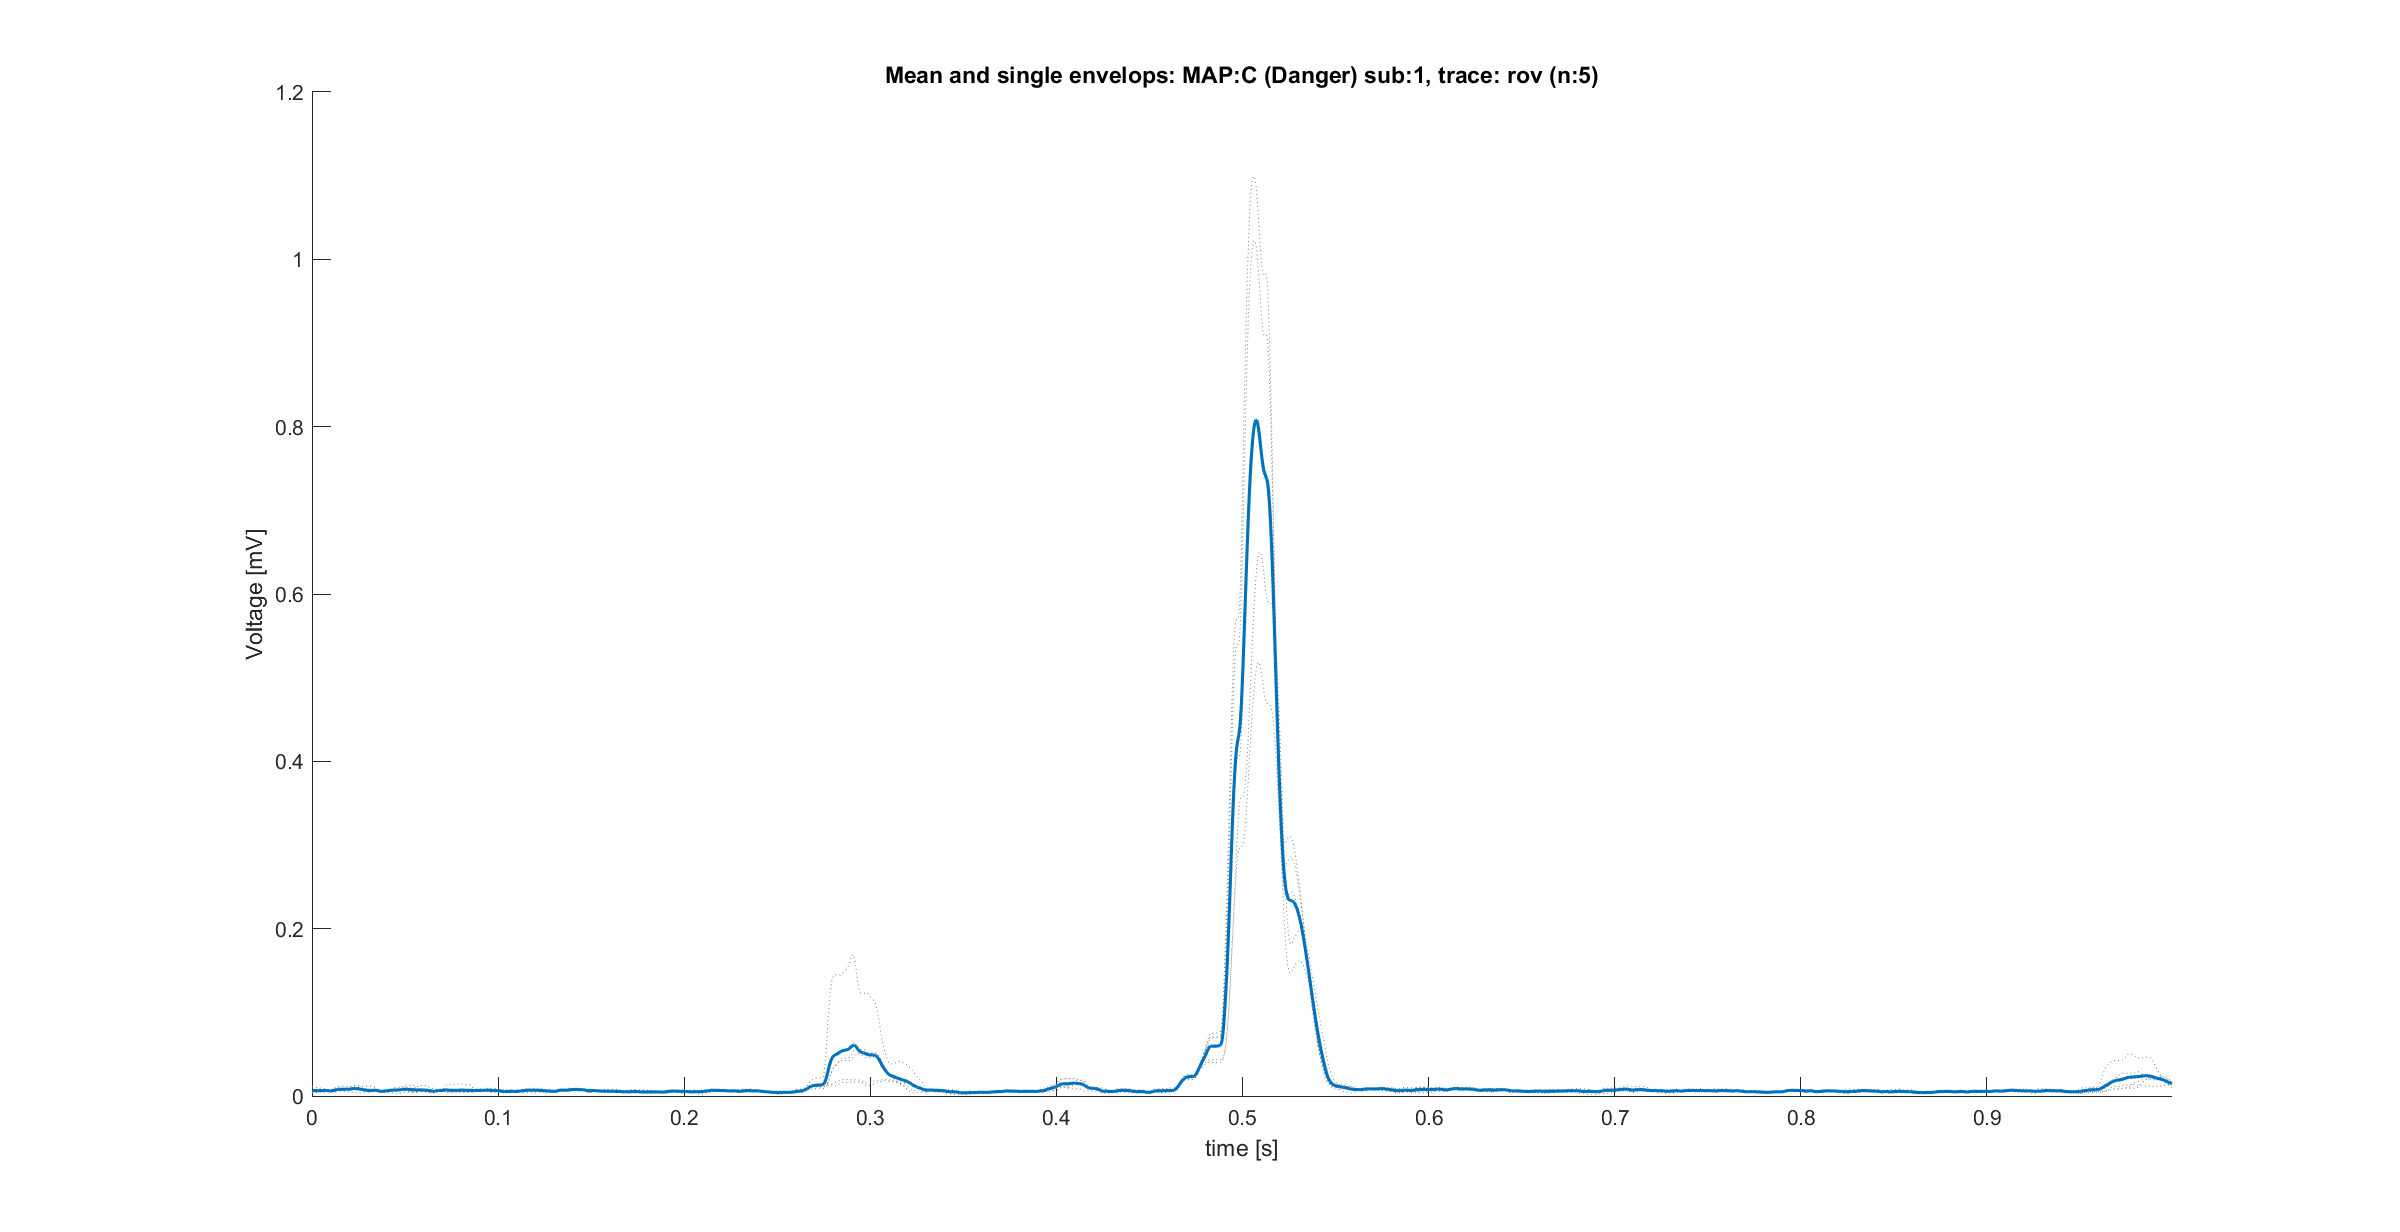 Mean and single envelops: MAP:C (Danger) sub:1, trace: rov (n:5)
1.2
1
0.8
0.6
0.4
0.2
0
Voltage [mV]
0 0.1 0.2 0.3 0.4 0.5 0.6 0.7 0.8 0.9
time [s]